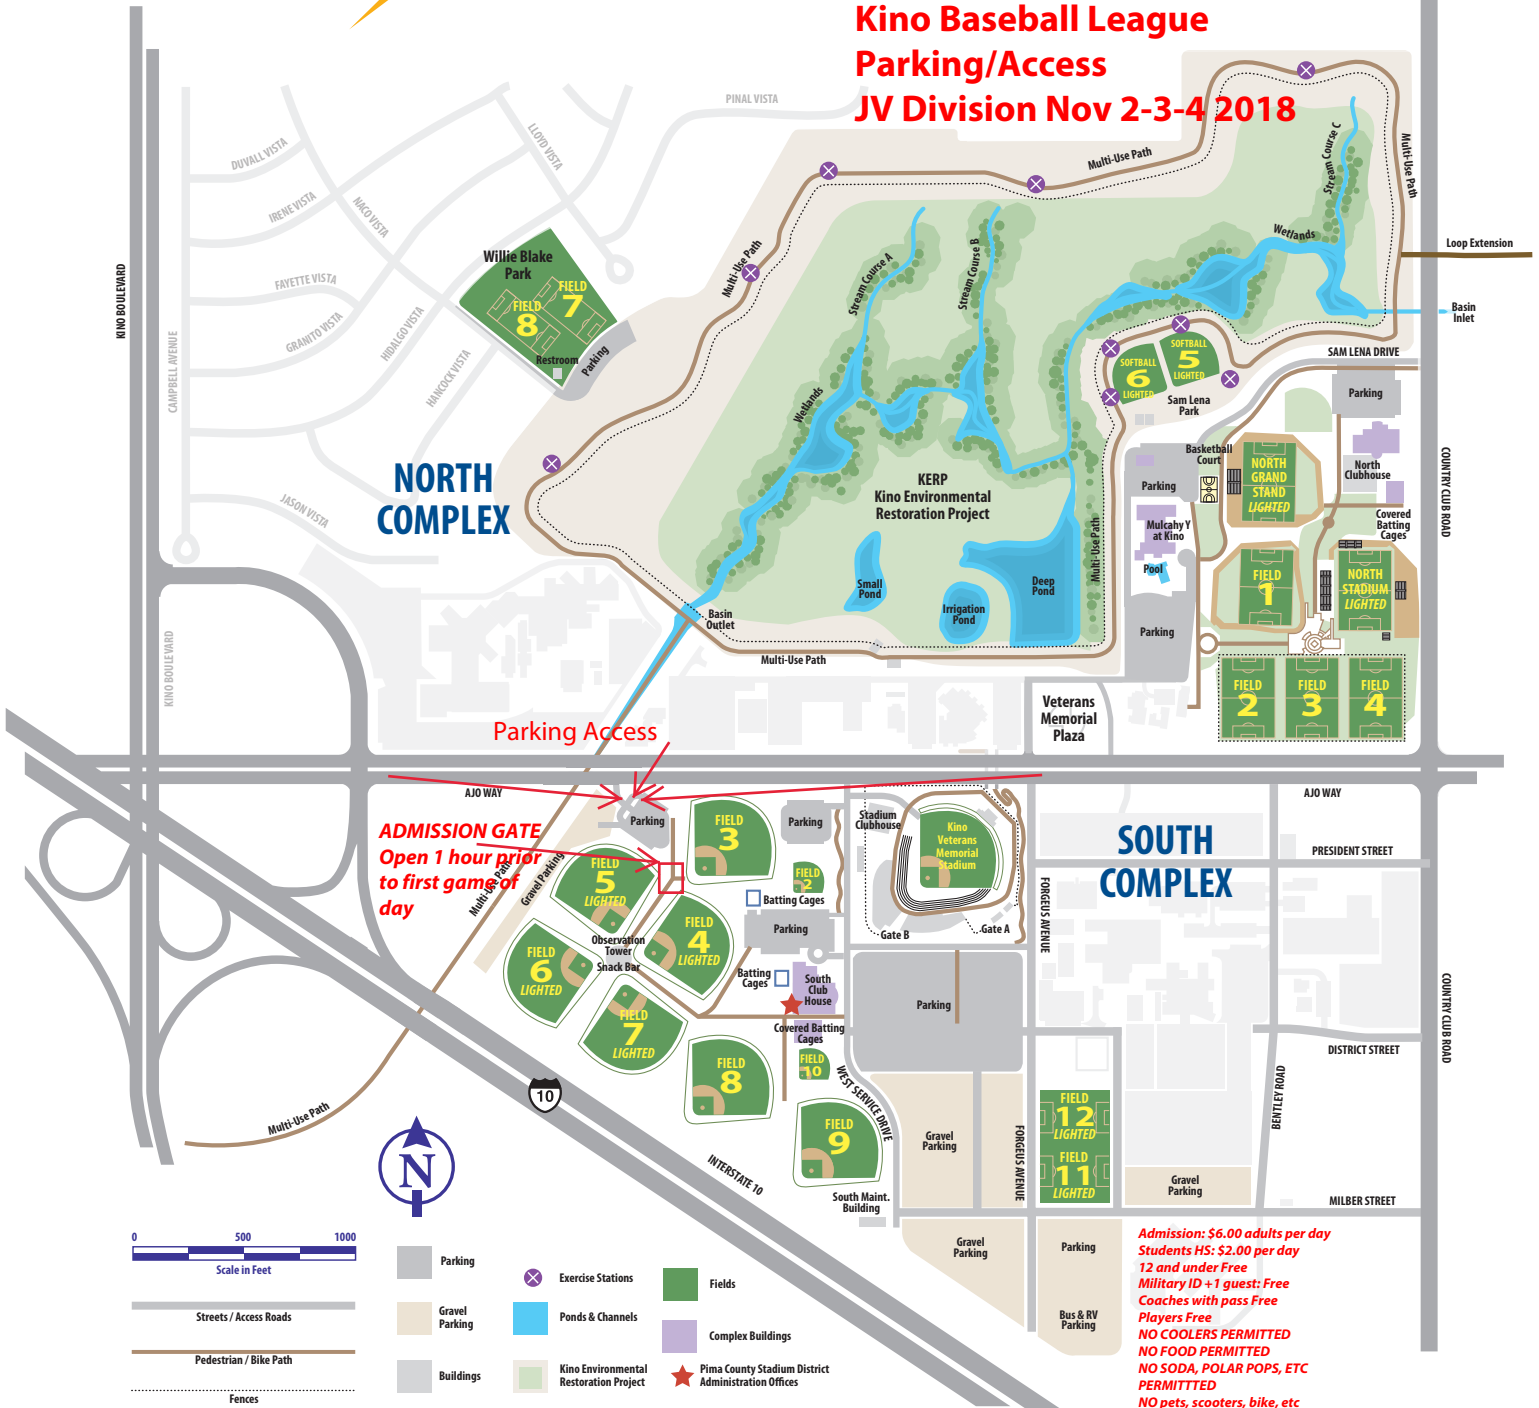 Kino Baseball League
Parking/Access
JV Division Nov 2-3-4 2018
PINAL VISTA
LLOYD VISTA
DUVALL VISTA
IRENE VISTA
NACO VISTA
FAYETTE VISTA
GRANITO VISTA
HIDALGO VISTA
HANCOCK VISTA
JASON VISTA
KINO BOULEVARD
CAMPBELL AVENUE
KINO BOULEVARD
Willie Blake
Park
FIELD
7
FIELD
8
Restroom
Parking
Multi-Use Path
Multi-Use Path
Multi-Use Path
Stream Course A
Stream Course B
Stream Course C
Wetlands
Wetlands
Loop Extension
Basin
Inlet
SAM LENA DRIVE
SOFTBALL
5
LIGHTED
SOFTBALL
6
LIGHTED
Sam Lena
Park
Parking
North
Clubhouse
Basketball
Court
NORTH
GRAND
STAND
LIGHTED
Covered
Batting
Cages
COUNTRY CLUB ROAD
NORTH
COMPLEX
KERP
Kino Environmental
Restoration Project
Parking
Mulcahy Y
at Kino
Pool
Parking
Multi-Use Path
Small
Pond
Irrigation
Pond
Deep
Pond
Basin
Outlet
Multi-Use Path
FIELD
1
NORTH
STADIUM
LIGHTED
FIELD
2
FIELD
3
FIELD
4
Veterans
Memorial
Plaza
Parking Access
AJO WAY
AJO WAY
ADMISSION GATE
Open 1 hour prior
to first game of
day
Multi-Use Path
Gravel Parking
Parking
FIELD
3
Parking
Stadium
Clubhouse
Kino
Veterans
Memorial
Stadium
SOUTH
COMPLEX
PRESIDENT STREET
FIELD
5
LIGHTED
FIELD
2
Batting Cages
Parking
Gate B
Gate A
FORGEUS AVENUE
FIELD
4
LIGHTED
Observation
Tower
Snack Bar
FIELD
6
LIGHTED
Batting
Cages
South
Club
House
Parking
Covered Batting
Cages
FIELD
7
LIGHTED
FIELD
8
FIELD
10
WEST SERVICE DRIVE
DISTRICT STREET
COUNTRY CLUB ROAD
BENTLEY ROAD
FIELD
9
Gravel
Parking
FORGEUS AVENUE
FIELD
12
LIGHTED
FIELD
11
LIGHTED
Gravel
Parking
10
INTERSTATE 10
Multi-Use Path
South Maint.
Building
MILBER STREET
Gravel
Parking
Parking
Bus & RV
Parking
N
0 500 1000
Scale in Feet
Streets / Access Roads
Pedestrian / Bike Path
Fences
Parking
Gravel
Parking
Buildings
Exercise Stations
Ponds & Channels
Kino Environmental
Restoration Project
Fields
Complex Buildings
Pima County Stadium District
Administration Offices
Admission: $6.00 adults per day
Students HS: $2.00 per day
12 and under Free
Military ID +1 guest: Free
Coaches with pass Free
Players Free
NO COOLERS PERMITTED
NO FOOD PERMITTED
NO SODA, POLAR POPS, ETC
PERMITTTED
NO pets, scooters, bike, etc